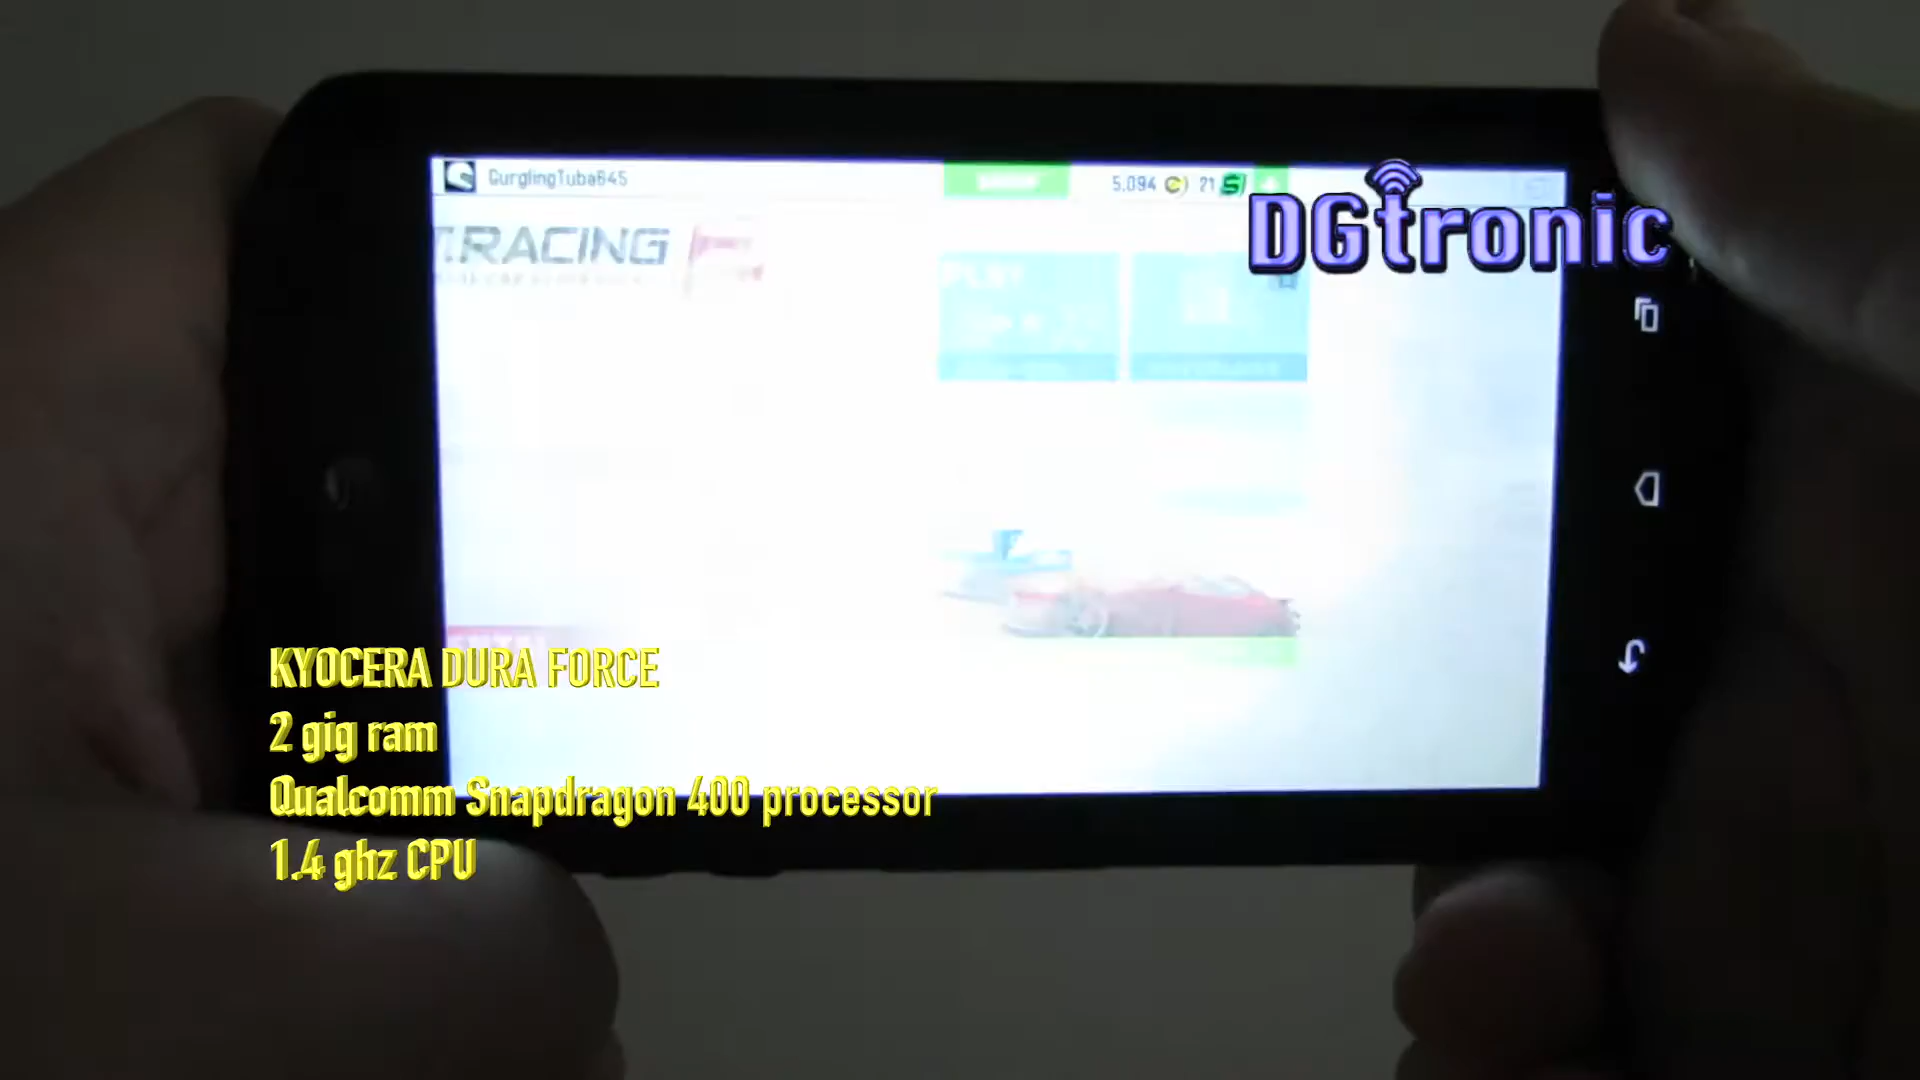 GurglingTuba645
5,094 21
T.RACING
DGtronic
PLAY
KYOCERA DURA FORCE
2 gig ram
Qualcomm Snapdragon 400 processor
1.4 ghz CPU